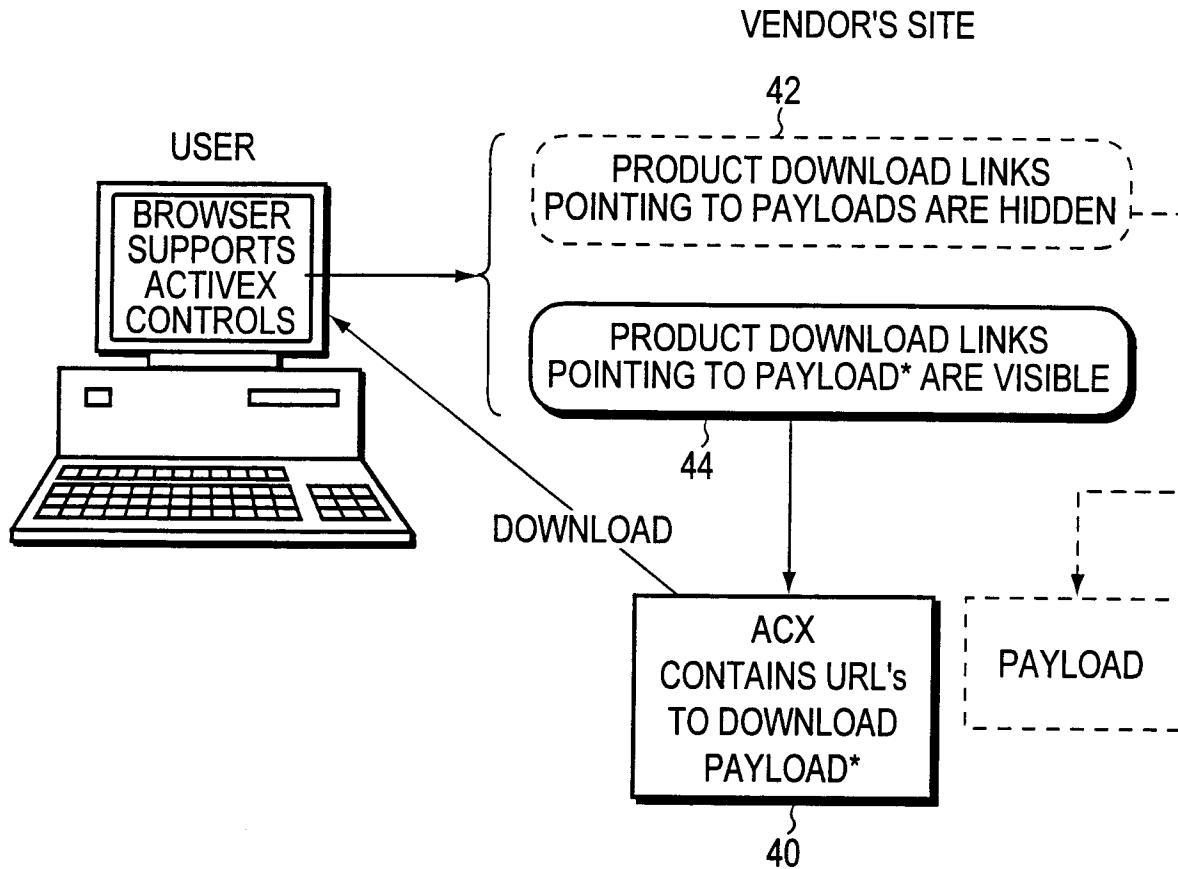 VENDOR'S SITE
42
USER
PRODUCT DOWNLOAD LINKS
POINTING TO PAYLOADS ARE HIDDEN
BROWSER
SUPPORTS
ACTIVEX
CONTROLS
PRODUCT DOWNLOAD LINKS
POINTING TO PAYLOAD* ARE VISIBLE
44
DOWNLOAD
ACX
CONTAINS URL's
TO DOWNLOAD
PAYLOAD*
PAYLOAD
40